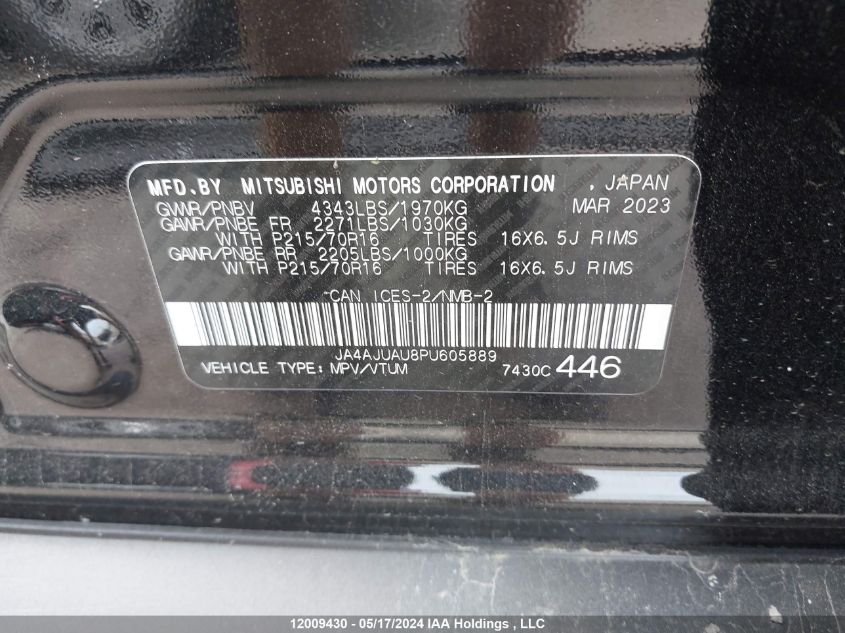 MFD.BY MITSUBISHI MOTORS CORPORATION , JAPAN
GVWR/PNBV 4343LBS/1970KG MAR 2023
GAWR/PNBE FR 2271LBS/1030KG
WITH P215/70R16 TIRES 16X6.5J RIMS
GAWR/PNBE RR 2205LBS/1000KG
WITH P215/70R16 TIRES 16X6.5J RIMS
CAN ICES-2/NMB-2
JA4AJUAU8PU605889
VEHICLE TYPE: MPV/VTUM 7430C 446
12009430 - 05/17/2024 IAA Holdings , LLC